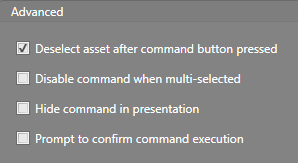 Advanced
Deselect asset after command button pressed
Disable command when multi-selected
Hide command in presentation
Prompt to confirm command execution